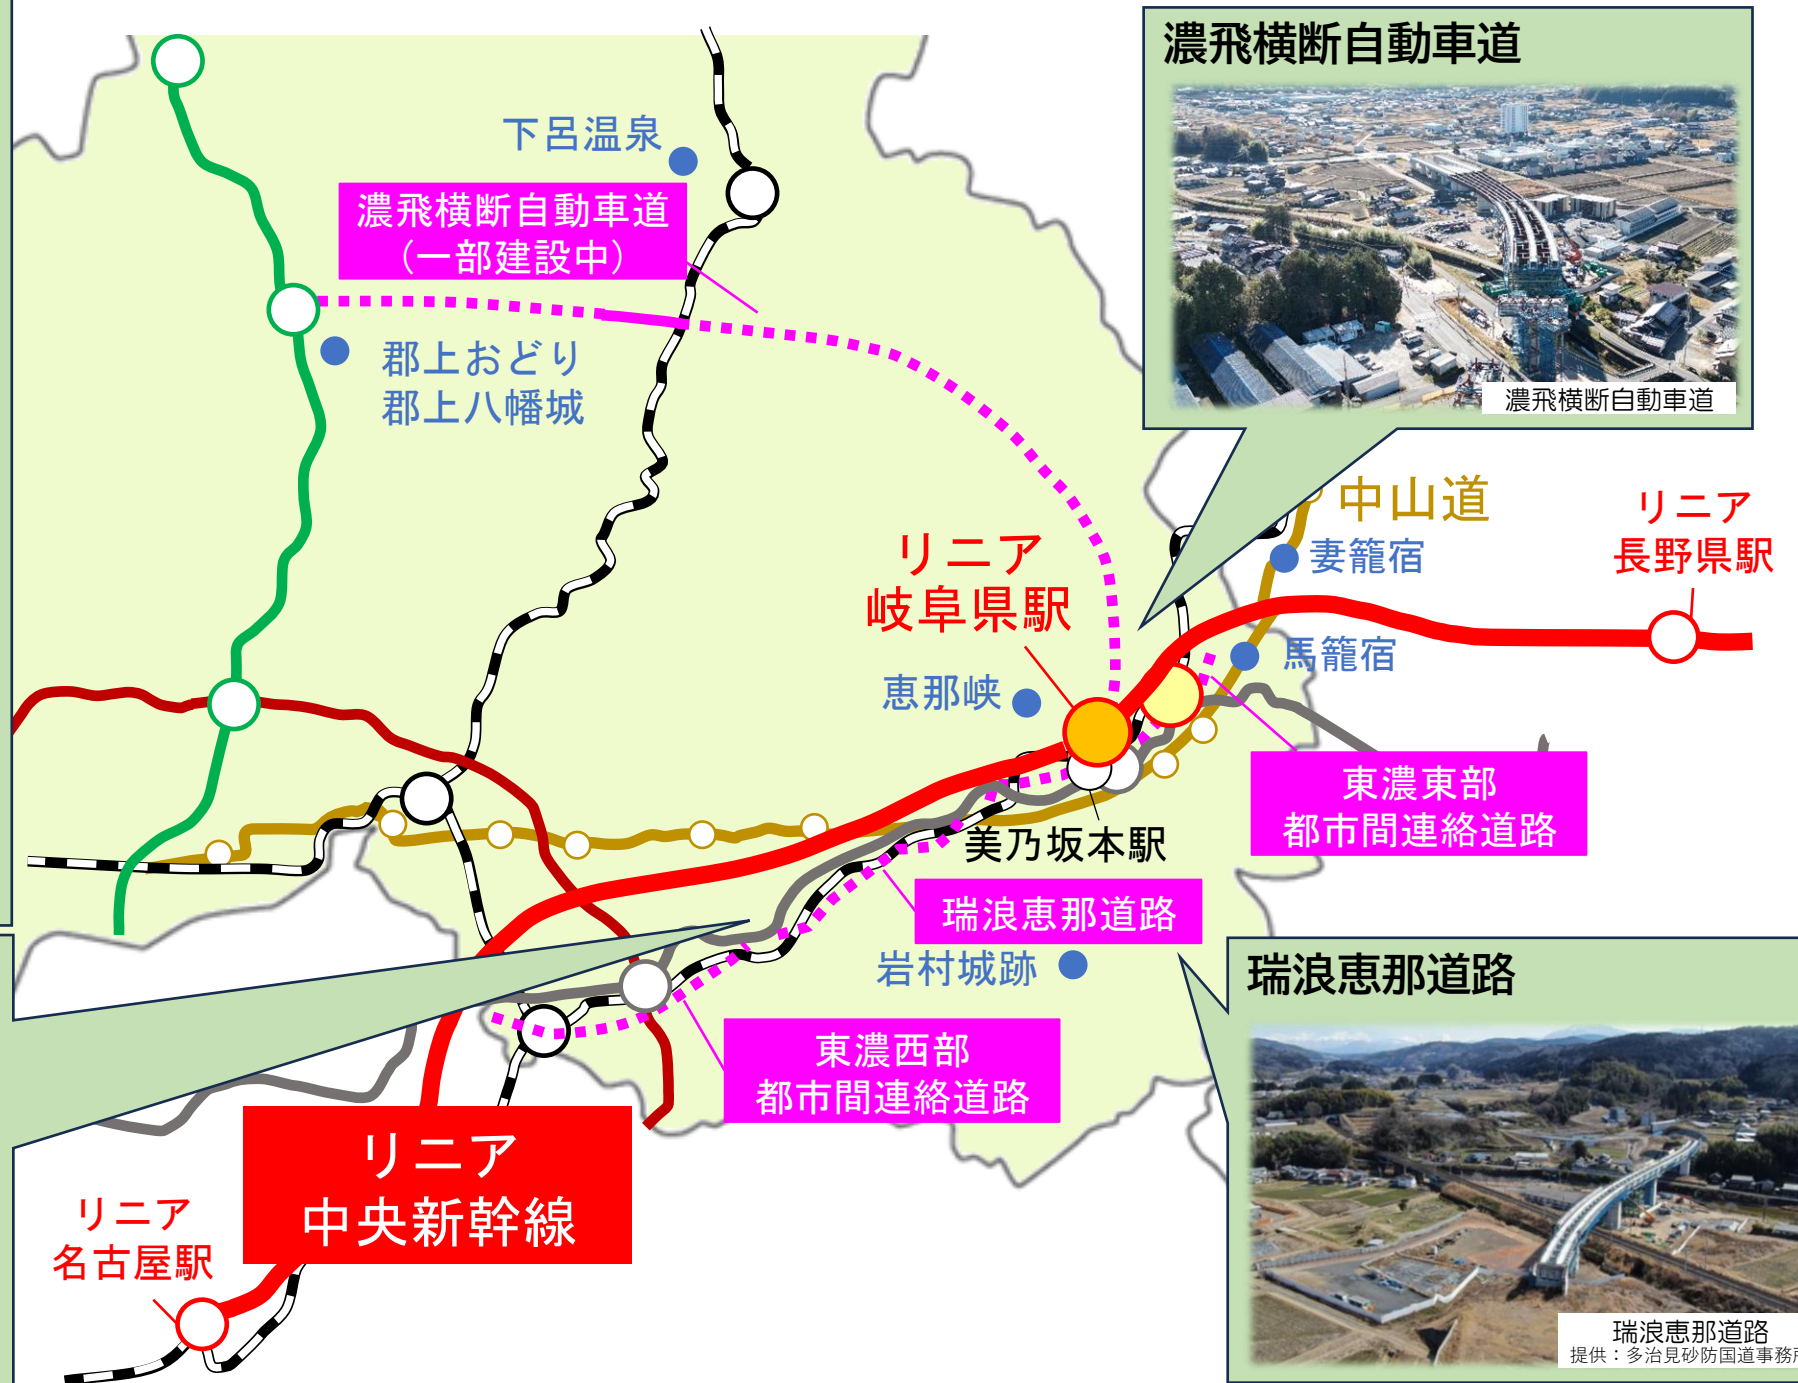 濃飛横断自動車道
濃飛横断自動車道
下呂温泉
濃飛横断自動車道
（一部建設中）
郡上おどり
郡上八幡城
中山道
妻籠宿
リニア
長野県駅
リニア
岐阜県駅
馬籠宿
恵那峡
東濃東部
都市間連絡道路
美乃坂本駅
瑞浪恵那道路
岩村城跡
東濃西部
都市間連絡道路
瑞浪恵那道路
瑞浪恵那道路
提供：多治見砂防国道事務所
リニア
中央新幹線
リニア
名古屋駅